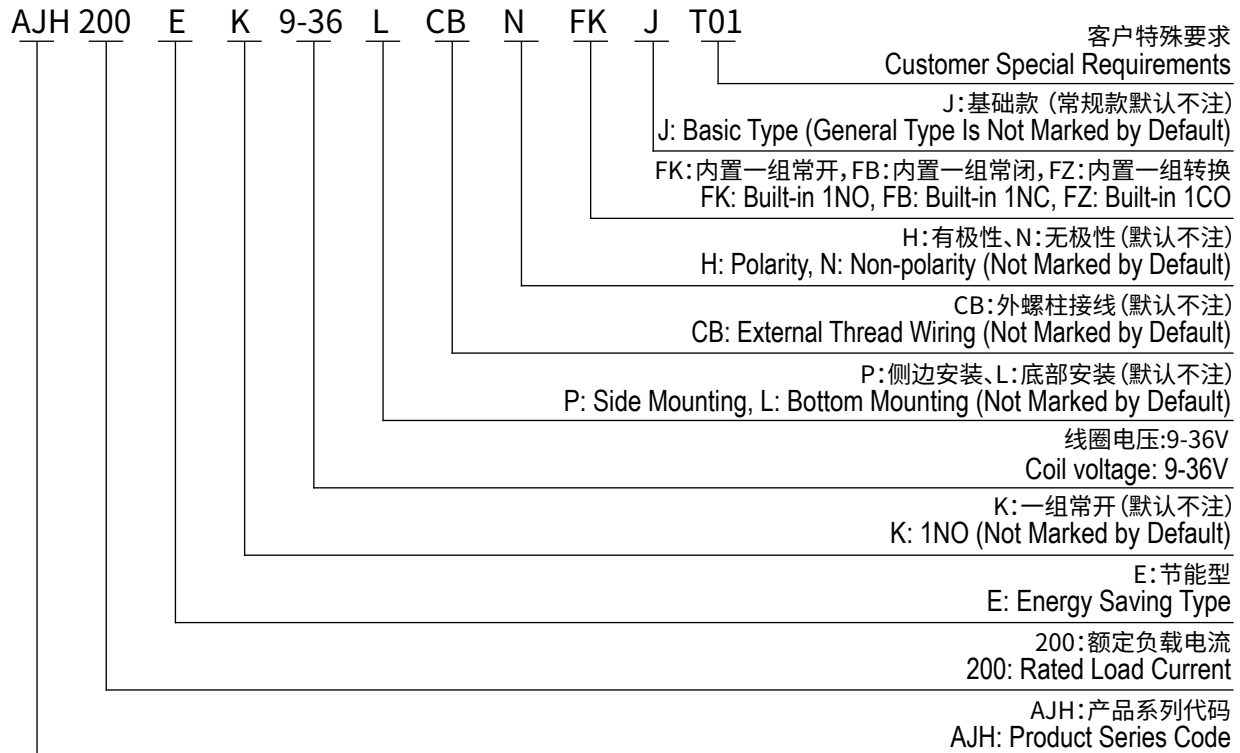 AJH 200 E K 9-36 L CB N FK J T01
客户特殊要求
Customer Special Requirements
J:基础款 (常规款默认不注)
J: Basic Type (General Type Is Not Marked by Default)
FK:内置一组常开,FB:内置一组常闭,FZ:内置一组转换
FK: Built-in 1NO, FB: Built-in 1NC, FZ: Built-in 1CO
H:有极性、N:无极性(默认不注)
H: Polarity, N: Non-polarity (Not Marked by Default)
CB:外螺柱接线(默认不注)
CB: External Thread Wiring (Not Marked by Default)
P:侧边安装、L:底部安装(默认不注)
P: Side Mounting, L: Bottom Mounting (Not Marked by Default)
线圈电压:9-36V
Coil voltage: 9-36V
K:一组常开(默认不注)
K: 1NO (Not Marked by Default)
E:节能型
E: Energy Saving Type
200:额定负载电流
200: Rated Load Current
AJH:产品系列代码
AJH: Product Series Code